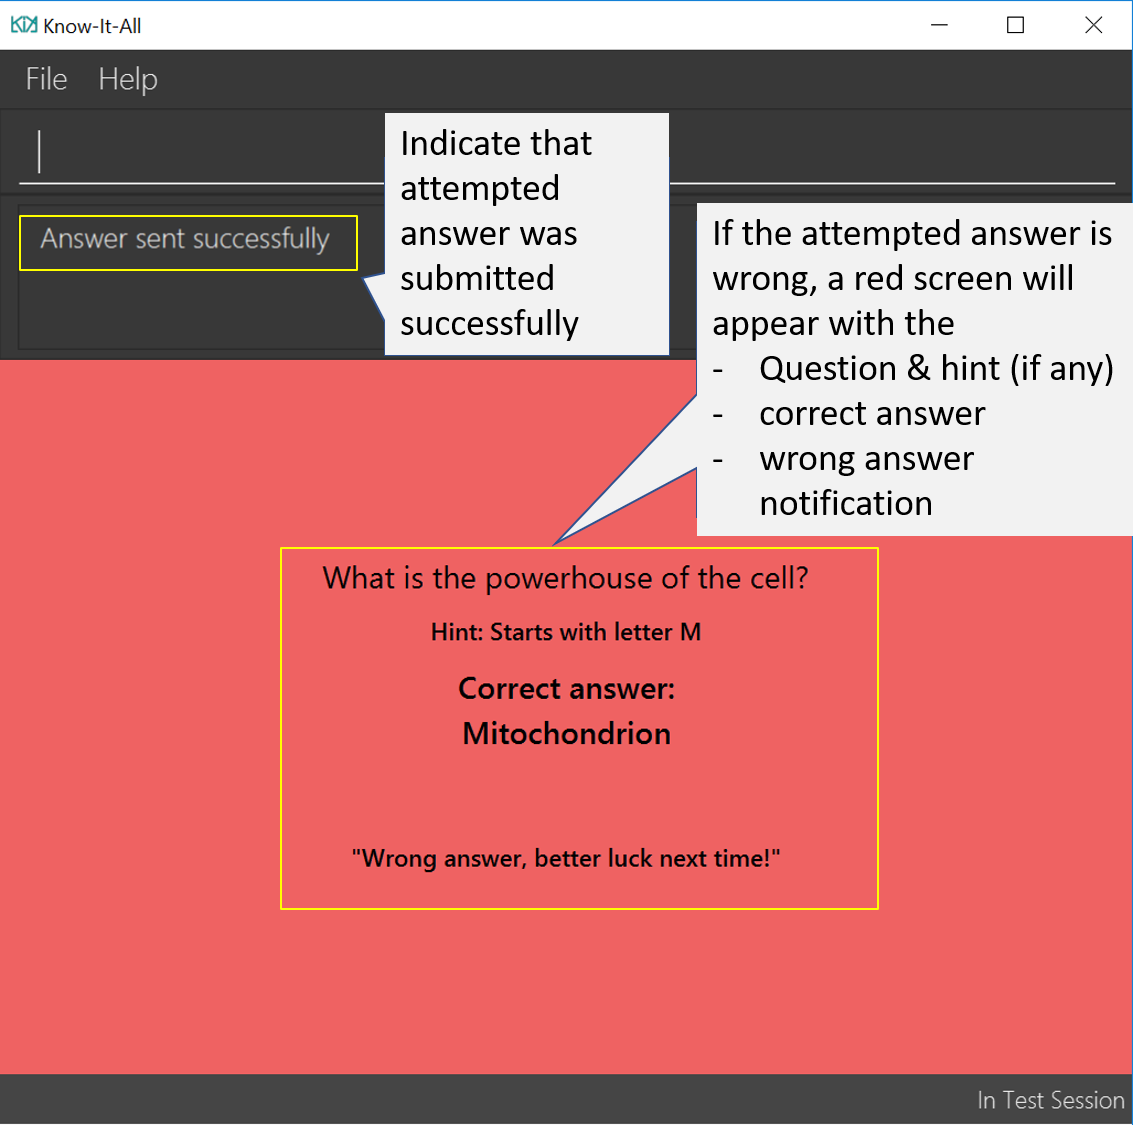 KIA Know-It-All
File Help
Indicate that
attempted
answer was
submitted
successfully
Answer sent successfully
If the attempted answer is
wrong, a red screen will
appear with the
- Question & hint (if any)
- correct answer
- wrong answer
notification
What is the powerhouse of the cell?
Hint: Starts with letter M
Correct answer:
Mitochondrion
"Wrong answer, better luck next time!"
In Test Session